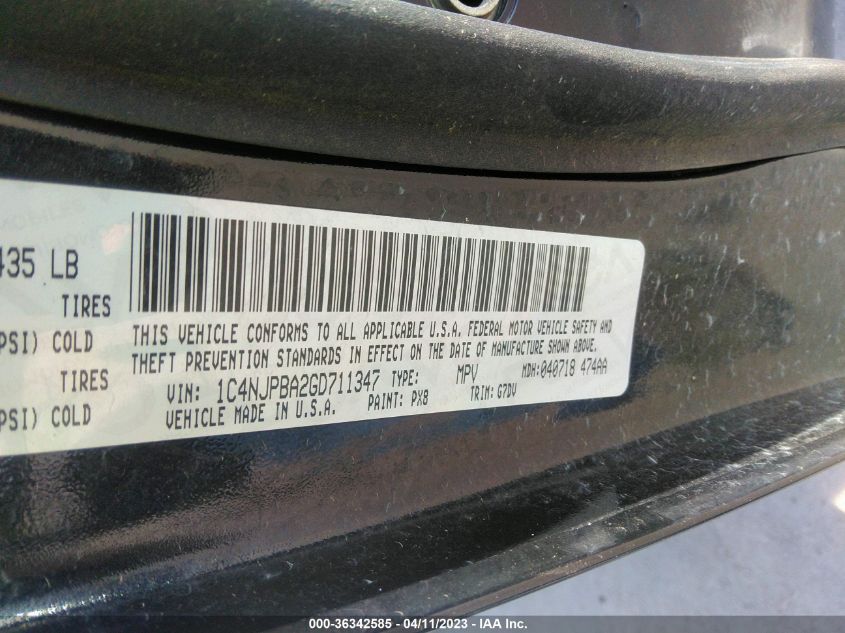 435 LB
TIRES
PSI) COLD
TIRES
PSI) COLD
THIS VEHICLE CONFORMS TO ALL APPLICABLE U.S.A. FEDERAL MOTOR VEHICLE SAFETY AND
THEFT PREVENTION STANDARDS IN EFFECT ON THE DATE OF MANUFACTURE SHOWN ABOVE.
VIN: 1C4NJPBA2GD711347 TYPE: MPV MDH:040718 474AA
VEHICLE MADE IN U.S.A. PAINT: PX8 TRIM: G7DV
000-36342585 - 04/11/2023 - IAA Inc.